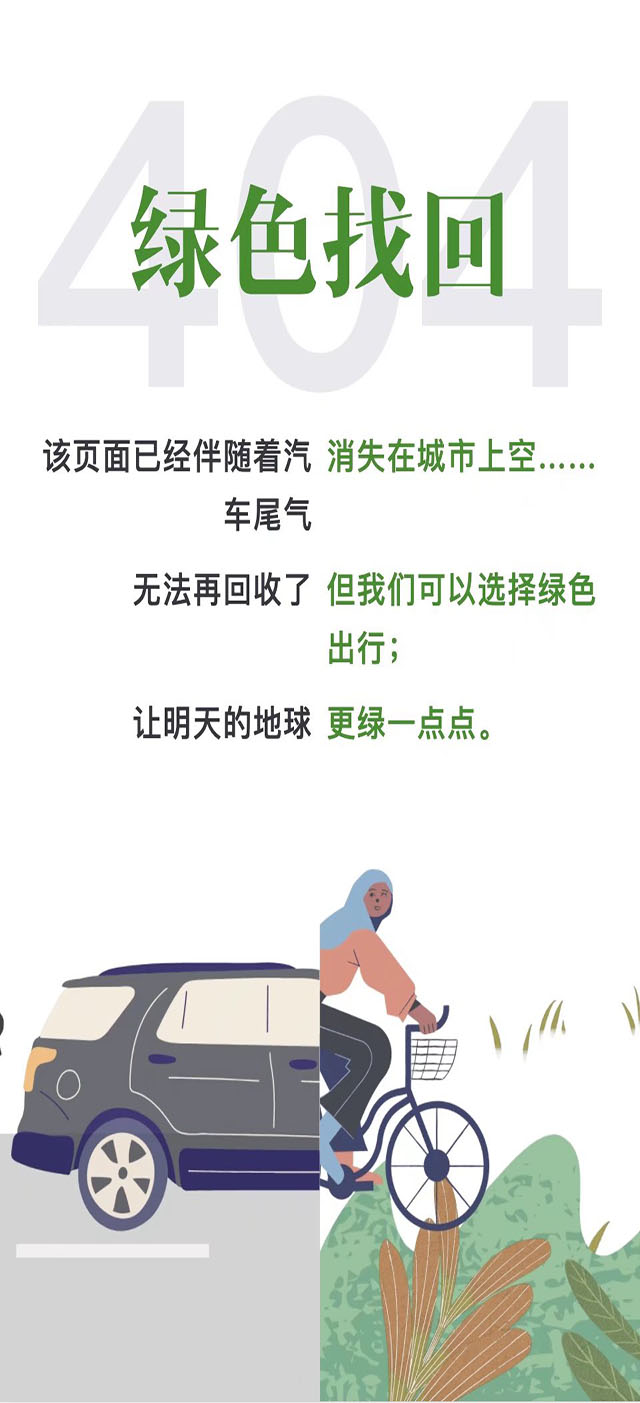 404
绿色找回
该页面已经伴随着汽 消失在城市上空……
车尾气
无法再回收了 但我们可以选择绿色
出行；
让明天的地球 更绿一点点。